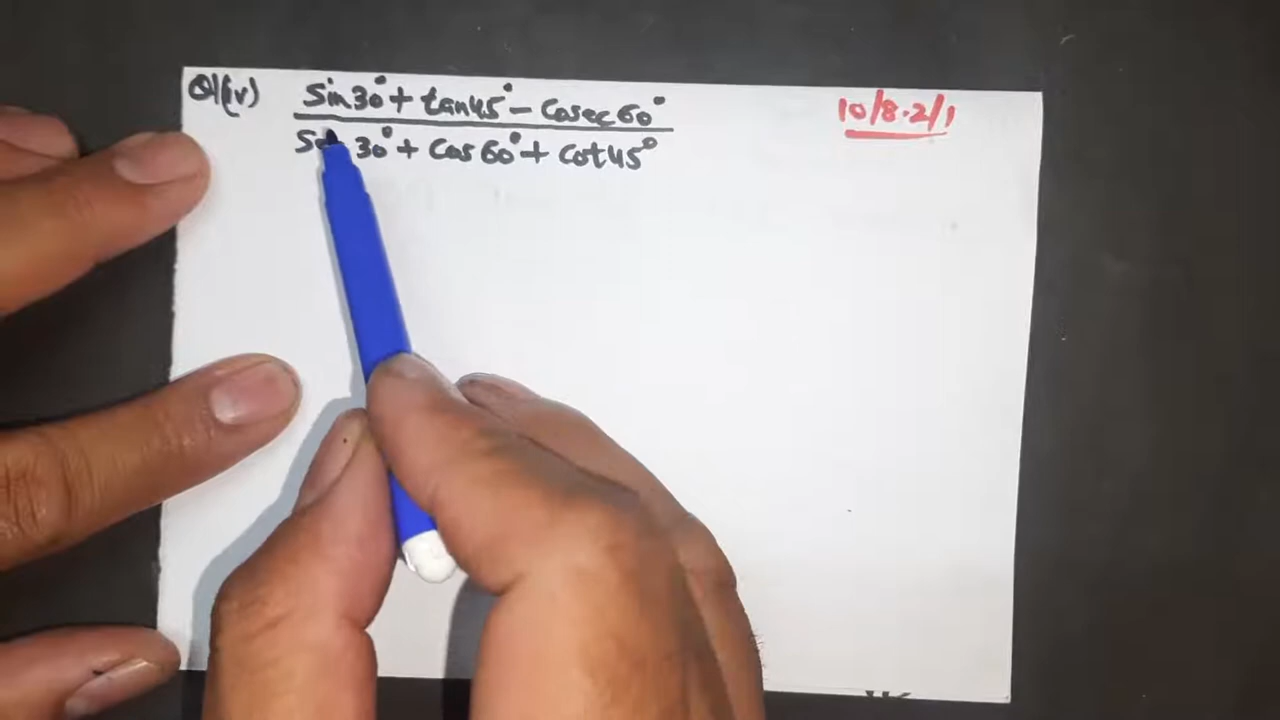 Q1(iv) sin30° + tan45° - cosec60° 10/8.2/1
30° + cos60° + cot45°